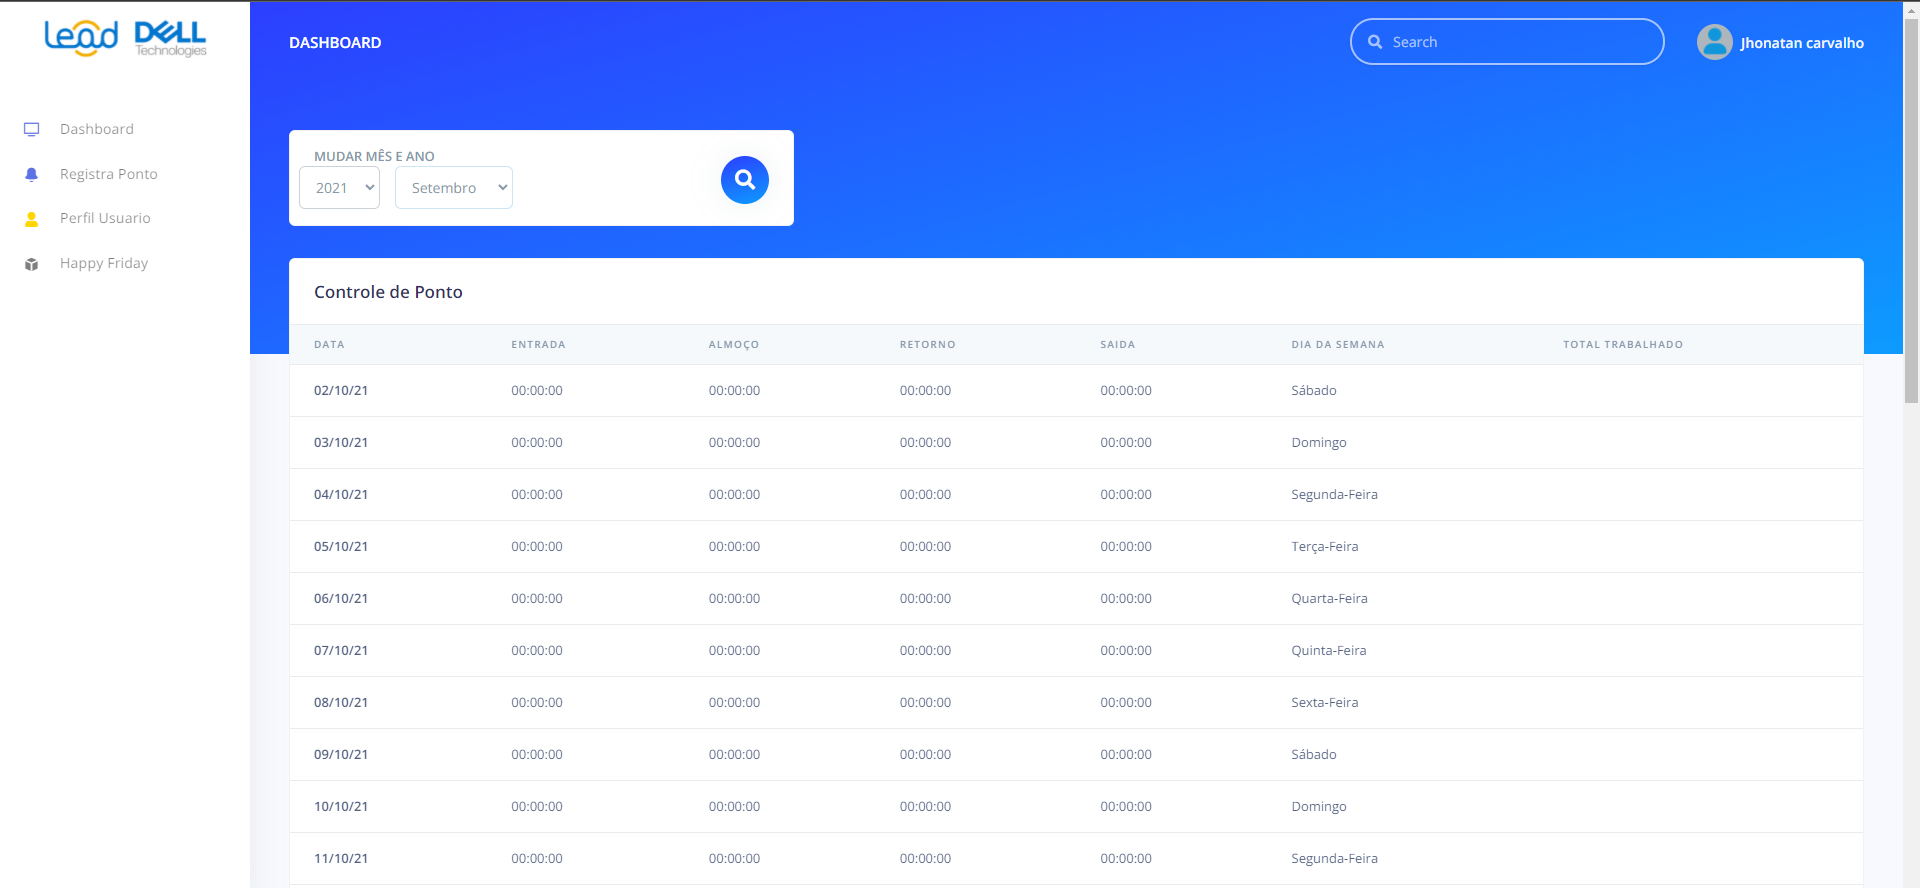 Lead DELL Technologies
Dashboard
Registra Ponto
Perfil Usuario
Happy Friday
DASHBOARD
Search
Jhonatan carvalho
MUDAR MÊS E ANO
2021 Setembro
Controle de Ponto
DATA ENTRADA ALMOÇO RETORNO SAIDA DIA DA SEMANA TOTAL TRABALHADO
02/10/21 00:00:00 00:00:00 00:00:00 00:00:00 Sábado
03/10/21 00:00:00 00:00:00 00:00:00 00:00:00 Domingo
04/10/21 00:00:00 00:00:00 00:00:00 00:00:00 Segunda-Feira
05/10/21 00:00:00 00:00:00 00:00:00 00:00:00 Terça-Feira
06/10/21 00:00:00 00:00:00 00:00:00 00:00:00 Quarta-Feira
07/10/21 00:00:00 00:00:00 00:00:00 00:00:00 Quinta-Feira
08/10/21 00:00:00 00:00:00 00:00:00 00:00:00 Sexta-Feira
09/10/21 00:00:00 00:00:00 00:00:00 00:00:00 Sábado
10/10/21 00:00:00 00:00:00 00:00:00 00:00:00 Domingo
11/10/21 00:00:00 00:00:00 00:00:00 00:00:00 Segunda-Feira